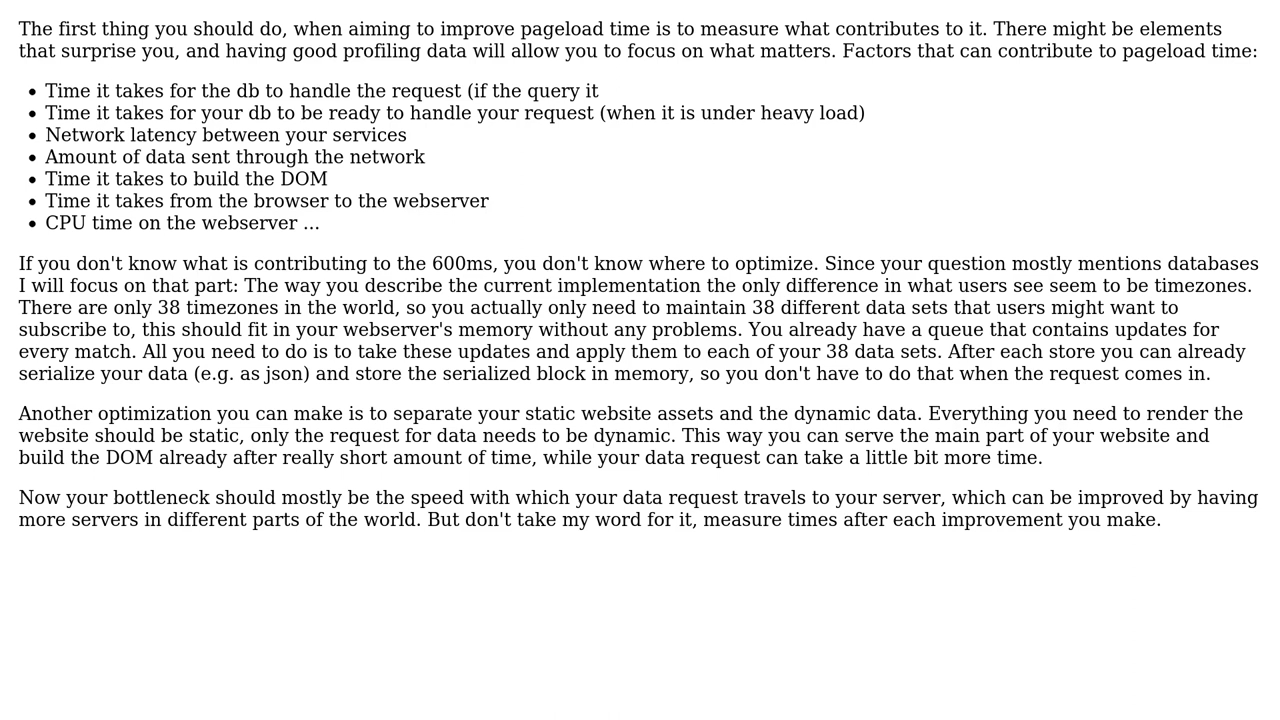 The first thing you should do, when aiming to improve pageload time is to measure what contributes to it. There might be elements
that surprise you, and having good profiling data will allow you to focus on what matters. Factors that can contribute to pageload time:
• Time it takes for the db to handle the request (if the query it
• Time it takes for your db to be ready to handle your request (when it is under heavy load)
• Network latency between your services
• Amount of data sent through the network
• Time it takes to build the DOM
• Time it takes from the browser to the webserver
• CPU time on the webserver ...
If you don't know what is contributing to the 600ms, you don't know where to optimize. Since your question mostly mentions databases
I will focus on that part: The way you describe the current implementation the only difference in what users see seem to be timezones.
There are only 38 timezones in the world, so you actually only need to maintain 38 different data sets that users might want to
subscribe to, this should fit in your webserver's memory without any problems. You already have a queue that contains updates for
every match. All you need to do is to take these updates and apply them to each of your 38 data sets. After each store you can already
serialize your data (e.g. as json) and store the serialized block in memory, so you don't have to do that when the request comes in.
Another optimization you can make is to separate your static website assets and the dynamic data. Everything you need to render the
website should be static, only the request for data needs to be dynamic. This way you can serve the main part of your website and
build the DOM already after really short amount of time, while your data request can take a little bit more time.
Now your bottleneck should mostly be the speed with which your data request travels to your server, which can be improved by having
more servers in different parts of the world. But don't take my word for it, measure times after each improvement you make.